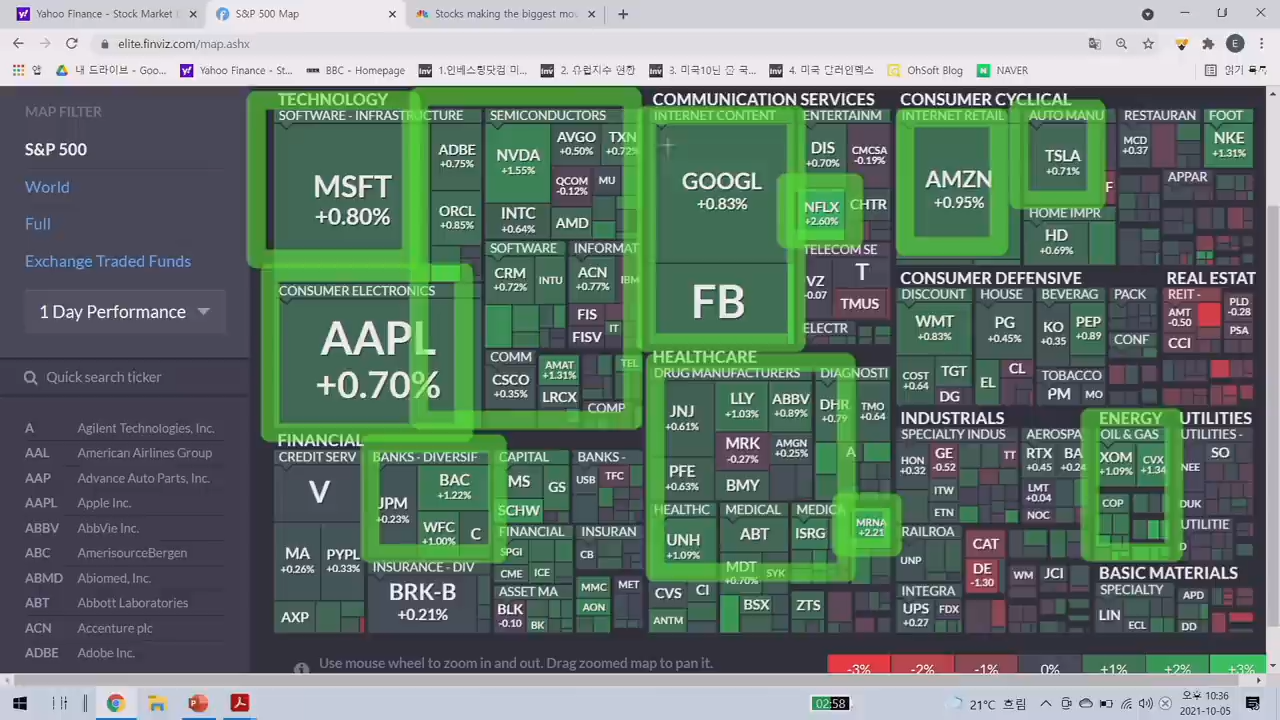 Yahoo Finance - Stock Market
S&P 500 Map
Stocks making the biggest mo
elite.finviz.com/map.ashx
E
앱
내 드라이브 - Goo...
Yahoo Finance - St...
BBC - Homepage
1.인베스팅닷컴 미...
2. 유럽지수 현황
3. 미국10년 온 국...
4. 미국 단러인덱스
OhSoft Blog
NAVER
읽기 목
MAP FILTER
S&P 500
World
Full
Exchange Traded Funds
1 Day Performance
Quick search ticker
A Agilent Technologies, Inc.
AAL American Airlines Group
AAP Advance Auto Parts, Inc.
AAPL Apple Inc.
ABBV AbbVie Inc.
ABC AmerisourceBergen
ABMD Abiomed, Inc.
ABT Abbott Laboratories
ACN Accenture plc
ADBE Adobe Inc.
TECHNOLOGY
SOFTWARE - INFRASTRUCTURE
MSFT
+0.80%
ADBE
+0.75%
ORCL
+0.85%
SEMICONDUCTORS
NVDA
+1.55%
AVGO
+0.50%
TXN
+0.72%
QCOM
-0.12%
MU
INTC
+0.64%
AMD
CONSUMER ELECTRONICS
AAPL
+0.70%
SOFTWARE
CRM
+0.72%
INTU
INFORMAT
ACN
+0.77%
IBM
FIS
IT
FISV
COMM
CSCO
+0.35%
AMAT
+1.31%
LRCX
TEL
COMP
FINANCIAL
CREDIT SERV
V
MA
+0.26%
PYPL
+0.33%
AXP
BANKS - DIVERSIF
JPM
+0.23%
BAC
+1.22%
WFC
+1.00%
C
INSURANCE - DIV
BRK-B
+0.21%
CAPITAL
MS
GS
SCHW
BANKS -
USB
TFC
FINANCIAL
SPGI
CME
ICE
INSURAN
CB
MMC
MET
AON
ASSET MA
BLK
-0.10
BK
COMMUNICATION SERVICES
INTERNET CONTENT
GOOGL
+0.83%
FB
ENTERTAINM
DIS
+0.70%
CMCSA
-0.19%
NFLX
+2.60%
CHTR
TELECOM SE
VZ
-0.07
T
TMUS
ELECTR
HEALTHCARE
DRUG MANUFACTURERS
JNJ
+0.61%
LLY
+1.03%
ABBV
+0.89%
MRK
-0.27%
AMGN
+0.25%
PFE
+0.63%
BMY
DIAGNOSTI
DHR
+0.79
TMO
+0.64
A
HEALTHC
UNH
+1.09%
MEDICAL
ABT
MEDICA
ISRG
MRNA
+2.21
MDT
+0.70%
SYK
CVS
CI
ANTM
BSX
ZTS
CONSUMER CYCLICAL
INTERNET RETAIL
AMZN
+0.95%
AUTO MANU
TSLA
+0.71%
F
RESTAURAN
MCD
+0.37
FOOT
NKE
+1.31%
APPAR
HOME IMPR
HD
+0.69%
CONSUMER DEFENSIVE
DISCOUNT
WMT
+0.83%
COST
+0.64
TGT
DG
HOUSE
PG
+0.45%
EL
CL
BEVERAG
KO
+0.35
PEP
+0.89
PACK
CONF
TOBACCO
PM
MO
REAL ESTAT
REIT -
AMT
-0.50
PLD
-0.28
CCI
PSA
INDUSTRIALS
SPECIALTY INDUS
HON
+0.32
GE
-0.52
TT
ITW
ETN
AEROSPA
RTX
+0.45
BA
+0.24
LMT
+0.04
NOC
RAILROA
UNP
CAT
DE
-1.30
WM
JCI
INTEGRA
UPS
+0.27
FDX
ENERGY
OIL & GAS
XOM
+1.09%
CVX
+1.34
COP
UTILITIES
UTILITIES -
NEE
SO
DUK
UTILITIE
D
BASIC MATERIALS
SPECIALTY
LIN
ECL
APD
DD
Use mouse wheel to zoom in and out. Drag zoomed map to pan it.
-3% -2% -1% 0% +1% +2% +3%
02:58
21°C 흐림
오후 10:36
2021-10-05